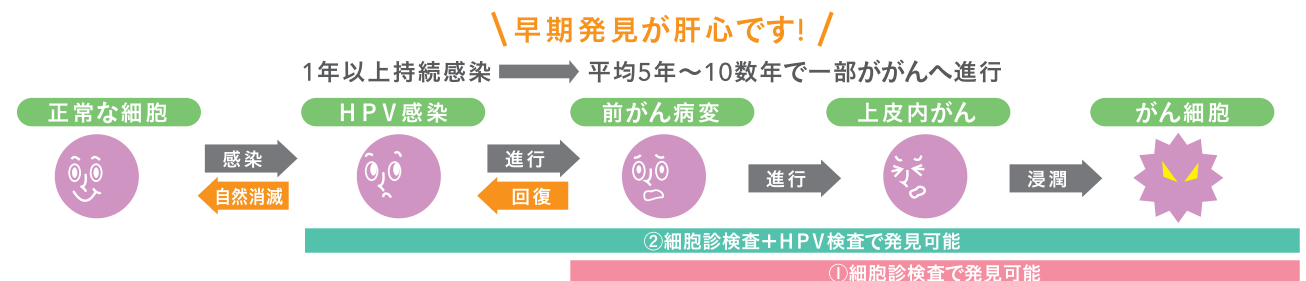 早期発見が肝心です!
1年以上持続感染 平均5年〜10数年で一部ががんへ進行
正常な細胞 HPV感染 前がん病変 上皮内がん がん細胞
感染 進行 進行 浸潤
自然消滅 回復
②細胞診検査+HPV検査で発見可能
①細胞診検査で発見可能